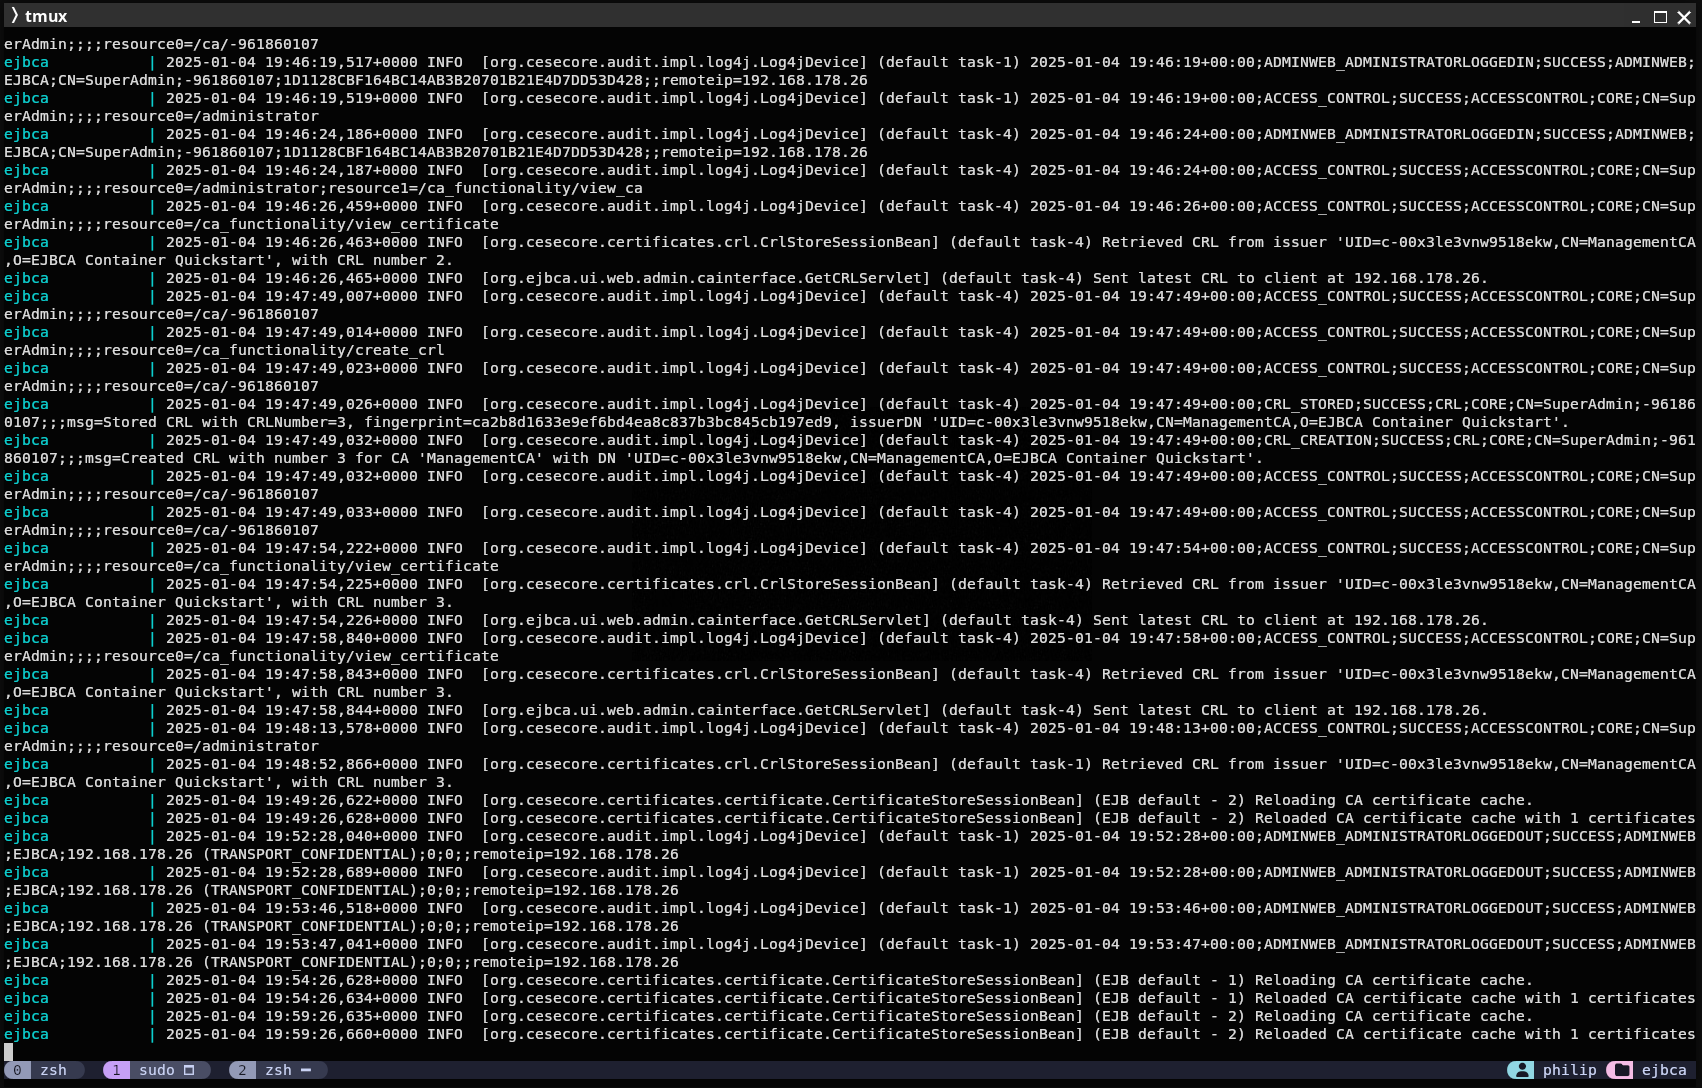 ❭ tmux
erAdmin;;;;resource0=/ca/-961860107
ejbca | 2025-01-04 19:46:19,517+0000 INFO [org.cesecore.audit.impl.log4j.Log4jDevice] (default task-1) 2025-01-04 19:46:19+00:00;ADMINWEB_ADMINISTRATORLOGGEDIN;SUCCESS;ADMINWEB;
EJBCA;CN=SuperAdmin;-961860107;1D1128CBF164BC14AB3B20701B21E4D7DD53D428;;remoteip=192.168.178.26
ejbca | 2025-01-04 19:46:19,519+0000 INFO [org.cesecore.audit.impl.log4j.Log4jDevice] (default task-1) 2025-01-04 19:46:19+00:00;ACCESS_CONTROL;SUCCESS;ACCESSCONTROL;CORE;CN=Sup
erAdmin;;;;resource0=/administrator
ejbca | 2025-01-04 19:46:24,186+0000 INFO [org.cesecore.audit.impl.log4j.Log4jDevice] (default task-4) 2025-01-04 19:46:24+00:00;ADMINWEB_ADMINISTRATORLOGGEDIN;SUCCESS;ADMINWEB;
EJBCA;CN=SuperAdmin;-961860107;1D1128CBF164BC14AB3B20701B21E4D7DD53D428;;remoteip=192.168.178.26
ejbca | 2025-01-04 19:46:24,187+0000 INFO [org.cesecore.audit.impl.log4j.Log4jDevice] (default task-4) 2025-01-04 19:46:24+00:00;ACCESS_CONTROL;SUCCESS;ACCESSCONTROL;CORE;CN=Sup
erAdmin;;;;resource0=/administrator;resource1=/ca_functionality/view_ca
ejbca | 2025-01-04 19:46:26,459+0000 INFO [org.cesecore.audit.impl.log4j.Log4jDevice] (default task-4) 2025-01-04 19:46:26+00:00;ACCESS_CONTROL;SUCCESS;ACCESSCONTROL;CORE;CN=Sup
erAdmin;;;;resource0=/ca_functionality/view_certificate
ejbca | 2025-01-04 19:46:26,463+0000 INFO [org.cesecore.certificates.crl.CrlStoreSessionBean] (default task-4) Retrieved CRL from issuer 'UID=c-00x3le3vnw9518ekw,CN=ManagementCA
,O=EJBCA Container Quickstart', with CRL number 2.
ejbca | 2025-01-04 19:46:26,465+0000 INFO [org.ejbca.ui.web.admin.cainterface.GetCRLServlet] (default task-4) Sent latest CRL to client at 192.168.178.26.
ejbca | 2025-01-04 19:47:49,007+0000 INFO [org.cesecore.audit.impl.log4j.Log4jDevice] (default task-4) 2025-01-04 19:47:49+00:00;ACCESS_CONTROL;SUCCESS;ACCESSCONTROL;CORE;CN=Sup
erAdmin;;;;resource0=/ca/-961860107
ejbca | 2025-01-04 19:47:49,014+0000 INFO [org.cesecore.audit.impl.log4j.Log4jDevice] (default task-4) 2025-01-04 19:47:49+00:00;ACCESS_CONTROL;SUCCESS;ACCESSCONTROL;CORE;CN=Sup
erAdmin;;;;resource0=/ca_functionality/create_crl
ejbca | 2025-01-04 19:47:49,023+0000 INFO [org.cesecore.audit.impl.log4j.Log4jDevice] (default task-4) 2025-01-04 19:47:49+00:00;ACCESS_CONTROL;SUCCESS;ACCESSCONTROL;CORE;CN=Sup
erAdmin;;;;resource0=/ca/-961860107
ejbca | 2025-01-04 19:47:49,026+0000 INFO [org.cesecore.audit.impl.log4j.Log4jDevice] (default task-4) 2025-01-04 19:47:49+00:00;CRL_STORED;SUCCESS;CRL;CORE;CN=SuperAdmin;-96186
0107;;;msg=Stored CRL with CRLNumber=3, fingerprint=ca2b8d1633e9ef6bd4ea8c837b3bc845cb197ed9, issuerDN 'UID=c-00x3le3vnw9518ekw,CN=ManagementCA,O=EJBCA Container Quickstart'.
ejbca | 2025-01-04 19:47:49,032+0000 INFO [org.cesecore.audit.impl.log4j.Log4jDevice] (default task-4) 2025-01-04 19:47:49+00:00;CRL_CREATION;SUCCESS;CRL;CORE;CN=SuperAdmin;-961
860107;;;msg=Created CRL with number 3 for CA 'ManagementCA' with DN 'UID=c-00x3le3vnw9518ekw,CN=ManagementCA,O=EJBCA Container Quickstart'.
ejbca | 2025-01-04 19:47:49,032+0000 INFO [org.cesecore.audit.impl.log4j.Log4jDevice] (default task-4) 2025-01-04 19:47:49+00:00;ACCESS_CONTROL;SUCCESS;ACCESSCONTROL;CORE;CN=Sup
erAdmin;;;;resource0=/ca/-961860107
ejbca | 2025-01-04 19:47:49,033+0000 INFO [org.cesecore.audit.impl.log4j.Log4jDevice] (default task-4) 2025-01-04 19:47:49+00:00;ACCESS_CONTROL;SUCCESS;ACCESSCONTROL;CORE;CN=Sup
erAdmin;;;;resource0=/ca/-961860107
ejbca | 2025-01-04 19:47:54,222+0000 INFO [org.cesecore.audit.impl.log4j.Log4jDevice] (default task-4) 2025-01-04 19:47:54+00:00;ACCESS_CONTROL;SUCCESS;ACCESSCONTROL;CORE;CN=Sup
erAdmin;;;;resource0=/ca_functionality/view_certificate
ejbca | 2025-01-04 19:47:54,225+0000 INFO [org.cesecore.certificates.crl.CrlStoreSessionBean] (default task-4) Retrieved CRL from issuer 'UID=c-00x3le3vnw9518ekw,CN=ManagementCA
,O=EJBCA Container Quickstart', with CRL number 3.
ejbca | 2025-01-04 19:47:54,226+0000 INFO [org.ejbca.ui.web.admin.cainterface.GetCRLServlet] (default task-4) Sent latest CRL to client at 192.168.178.26.
ejbca | 2025-01-04 19:47:58,840+0000 INFO [org.cesecore.audit.impl.log4j.Log4jDevice] (default task-4) 2025-01-04 19:47:58+00:00;ACCESS_CONTROL;SUCCESS;ACCESSCONTROL;CORE;CN=Sup
erAdmin;;;;resource0=/ca_functionality/view_certificate
ejbca | 2025-01-04 19:47:58,843+0000 INFO [org.cesecore.certificates.crl.CrlStoreSessionBean] (default task-4) Retrieved CRL from issuer 'UID=c-00x3le3vnw9518ekw,CN=ManagementCA
,O=EJBCA Container Quickstart', with CRL number 3.
ejbca | 2025-01-04 19:47:58,844+0000 INFO [org.ejbca.ui.web.admin.cainterface.GetCRLServlet] (default task-4) Sent latest CRL to client at 192.168.178.26.
ejbca | 2025-01-04 19:48:13,578+0000 INFO [org.cesecore.audit.impl.log4j.Log4jDevice] (default task-4) 2025-01-04 19:48:13+00:00;ACCESS_CONTROL;SUCCESS;ACCESSCONTROL;CORE;CN=Sup
erAdmin;;;;resource0=/administrator
ejbca | 2025-01-04 19:48:52,866+0000 INFO [org.cesecore.certificates.crl.CrlStoreSessionBean] (default task-1) Retrieved CRL from issuer 'UID=c-00x3le3vnw9518ekw,CN=ManagementCA
,O=EJBCA Container Quickstart', with CRL number 3.
ejbca | 2025-01-04 19:49:26,622+0000 INFO [org.cesecore.certificates.certificate.CertificateStoreSessionBean] (EJB default - 2) Reloading CA certificate cache.
ejbca | 2025-01-04 19:49:26,628+0000 INFO [org.cesecore.certificates.certificate.CertificateStoreSessionBean] (EJB default - 2) Reloaded CA certificate cache with 1 certificates
ejbca | 2025-01-04 19:52:28,040+0000 INFO [org.cesecore.audit.impl.log4j.Log4jDevice] (default task-1) 2025-01-04 19:52:28+00:00;ADMINWEB_ADMINISTRATORLOGGEDOUT;SUCCESS;ADMINWEB
;EJBCA;192.168.178.26 (TRANSPORT_CONFIDENTIAL);0;0;;remoteip=192.168.178.26
ejbca | 2025-01-04 19:52:28,689+0000 INFO [org.cesecore.audit.impl.log4j.Log4jDevice] (default task-1) 2025-01-04 19:52:28+00:00;ADMINWEB_ADMINISTRATORLOGGEDOUT;SUCCESS;ADMINWEB
;EJBCA;192.168.178.26 (TRANSPORT_CONFIDENTIAL);0;0;;remoteip=192.168.178.26
ejbca | 2025-01-04 19:53:46,518+0000 INFO [org.cesecore.audit.impl.log4j.Log4jDevice] (default task-1) 2025-01-04 19:53:46+00:00;ADMINWEB_ADMINISTRATORLOGGEDOUT;SUCCESS;ADMINWEB
;EJBCA;192.168.178.26 (TRANSPORT_CONFIDENTIAL);0;0;;remoteip=192.168.178.26
ejbca | 2025-01-04 19:53:47,041+0000 INFO [org.cesecore.audit.impl.log4j.Log4jDevice] (default task-1) 2025-01-04 19:53:47+00:00;ADMINWEB_ADMINISTRATORLOGGEDOUT;SUCCESS;ADMINWEB
;EJBCA;192.168.178.26 (TRANSPORT_CONFIDENTIAL);0;0;;remoteip=192.168.178.26
ejbca | 2025-01-04 19:54:26,628+0000 INFO [org.cesecore.certificates.certificate.CertificateStoreSessionBean] (EJB default - 1) Reloading CA certificate cache.
ejbca | 2025-01-04 19:54:26,634+0000 INFO [org.cesecore.certificates.certificate.CertificateStoreSessionBean] (EJB default - 1) Reloaded CA certificate cache with 1 certificates
ejbca | 2025-01-04 19:59:26,635+0000 INFO [org.cesecore.certificates.certificate.CertificateStoreSessionBean] (EJB default - 2) Reloading CA certificate cache.
ejbca | 2025-01-04 19:59:26,660+0000 INFO [org.cesecore.certificates.certificate.CertificateStoreSessionBean] (EJB default - 2) Reloaded CA certificate cache with 1 certificates
0 zsh 1 sudo 2 zsh philip ejbca